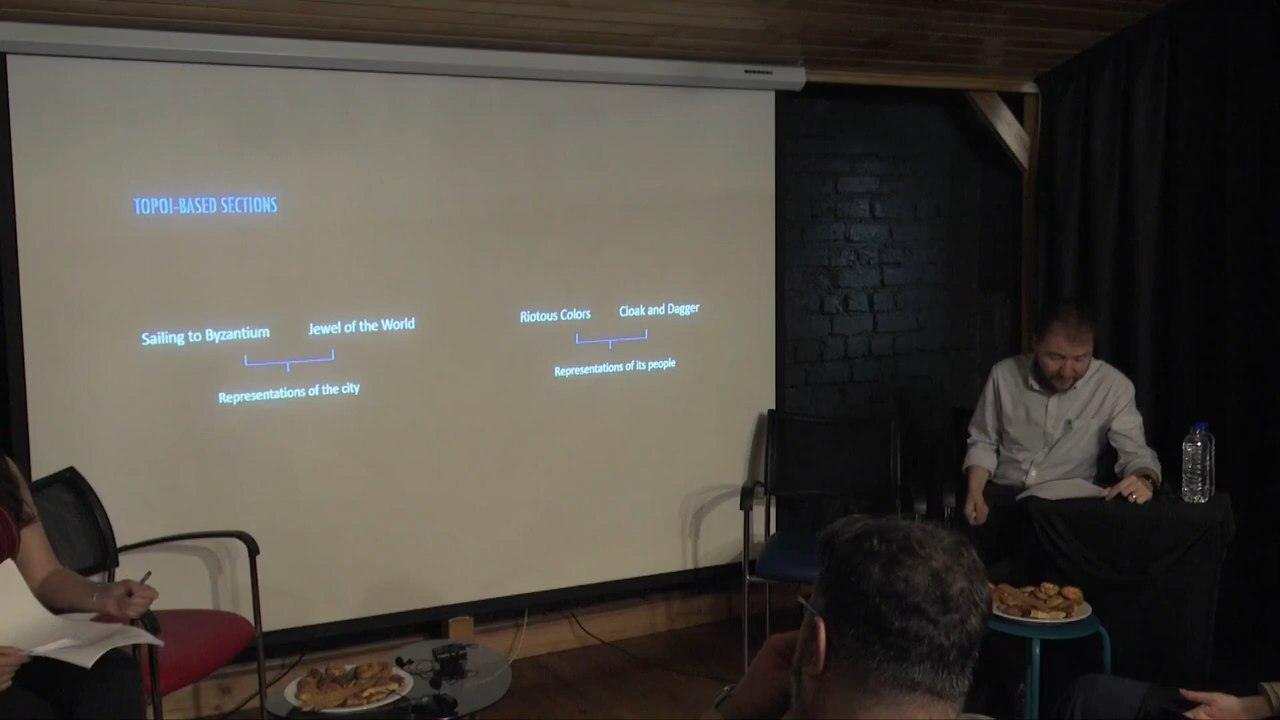 TOPOI-BASED SECTIONS
Sailing to Byzantium
Jewel of the World
Representations of the city
Riotous Colors
Cloak and Dagger
Representations of its people